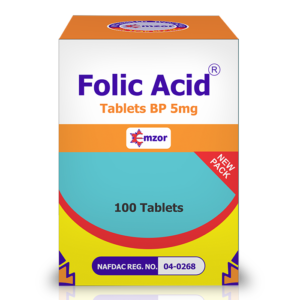 Folic Acid®
Tablets BP 5mg
Emzor
NEW
PACK
100 Tablets
NAFDAC REG. NO. 04-0268